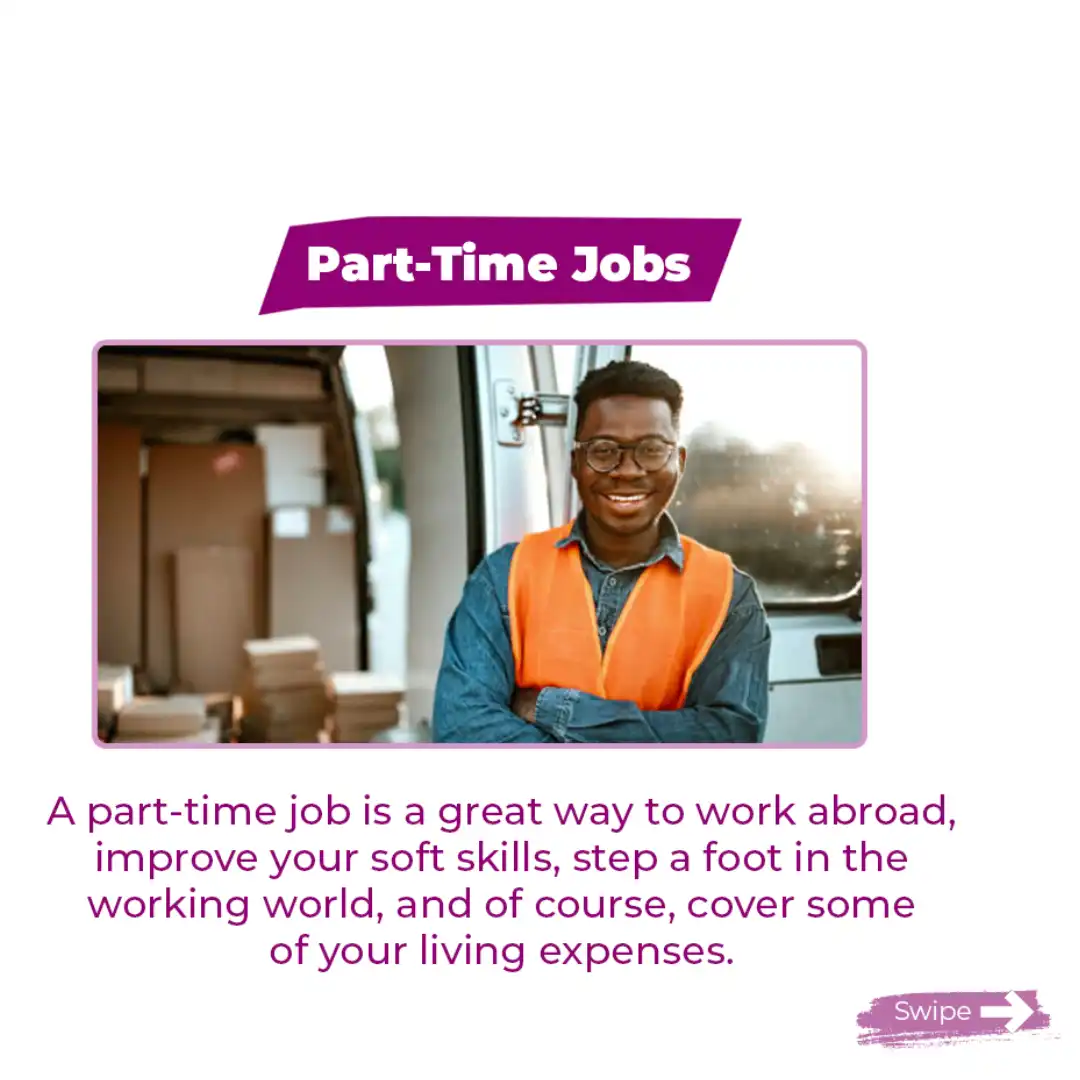 Part-Time Jobs
A part-time job is a great way to work abroad,
improve your soft skills, step a foot in the
working world, and of course, cover some
of your living expenses.
Swipe